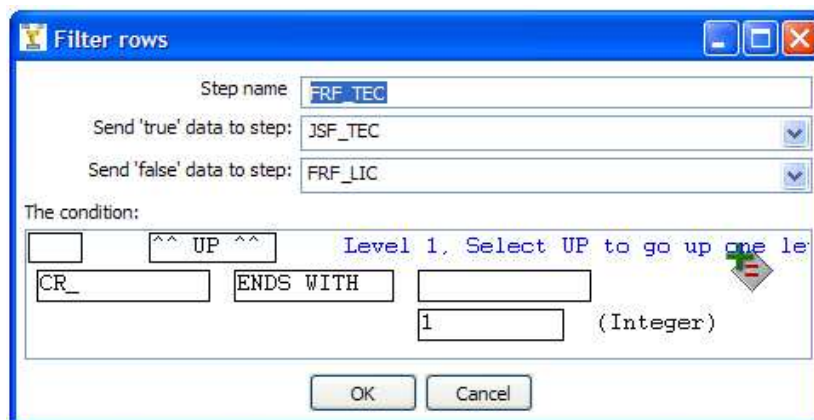 Filter rows
Step name FRF_TEC
Send 'true' data to step: JSF_TEC
Send 'false' data to step: FRF_LIC
The condition:
^^ UP ^^ Level 1, Select UP to go up one le
CR_ ENDS WITH
1 (Integer)
OK Cancel